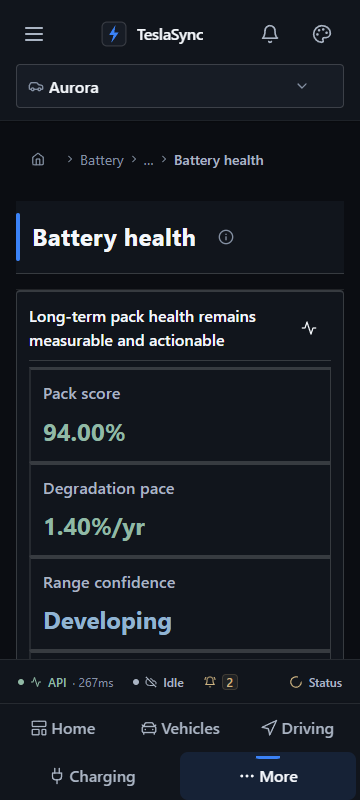 TeslaSync
Aurora
Battery ... Battery health
Battery health
Long-term pack health remains
measurable and actionable
Pack score
94.00%
Degradation pace
1.40%/yr
Range confidence
Developing
API · 267ms Idle 2 Status
Home Vehicles Driving
Charging More